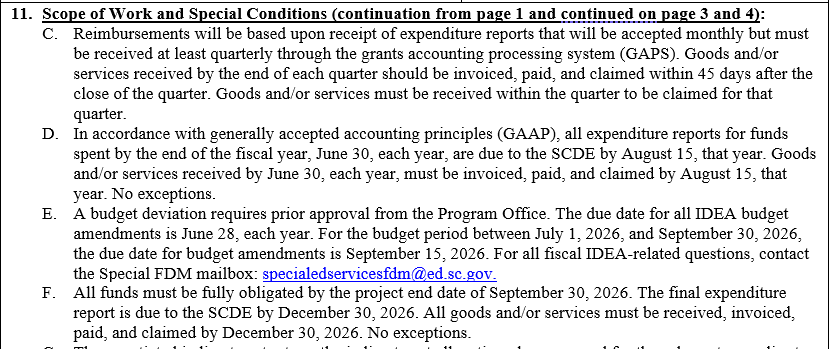 11. Scope of Work and Special Conditions (continuation from page 1 and continued on page 3 and 4):
C. Reimbursements will be based upon receipt of expenditure reports that will be accepted monthly but must
be received at least quarterly through the grants accounting processing system (GAPS). Goods and/or
services received by the end of each quarter should be invoiced, paid, and claimed within 45 days after the
close of the quarter. Goods and/or services must be received within the quarter to be claimed for that
quarter.
D. In accordance with generally accepted accounting principles (GAAP), all expenditure reports for funds
spent by the end of the fiscal year, June 30, each year, are due to the SCDE by August 15, that year. Goods
and/or services received by June 30, each year, must be invoiced, paid, and claimed by August 15, that
year. No exceptions.
E. A budget deviation requires prior approval from the Program Office. The due date for all IDEA budget
amendments is June 28, each year. For the budget period between July 1, 2026, and September 30, 2026,
the due date for budget amendments is September 15, 2026. For all fiscal IDEA-related questions, contact
the Special FDM mailbox: specialedservicesfdm@ed.sc.gov.
F. All funds must be fully obligated by the project end date of September 30, 2026. The final expenditure
report is due to the SCDE by December 30, 2026. All goods and/or services must be received, invoiced,
paid, and claimed by December 30, 2026. No exceptions.